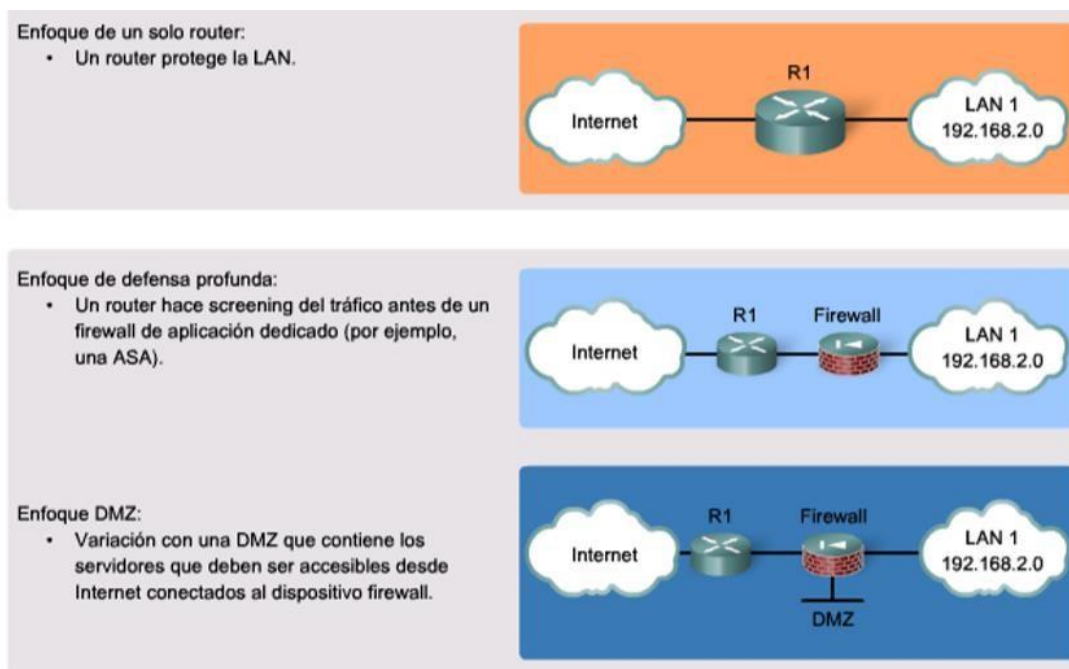 Enfoque de un solo router:
• Un router protege la LAN.
R1
Internet
LAN 1
192.168.2.0
Enfoque de defensa profunda:
• Un router hace screening del tráfico antes de un
firewall de aplicación dedicado (por ejemplo,
una ASA).
R1 Firewall
Internet
LAN 1
192.168.2.0
Enfoque DMZ:
• Variación con una DMZ que contiene los
servidores que deben ser accesibles desde
Internet conectados al dispositivo firewall.
R1 Firewall
Internet
LAN 1
192.168.2.0
DMZ